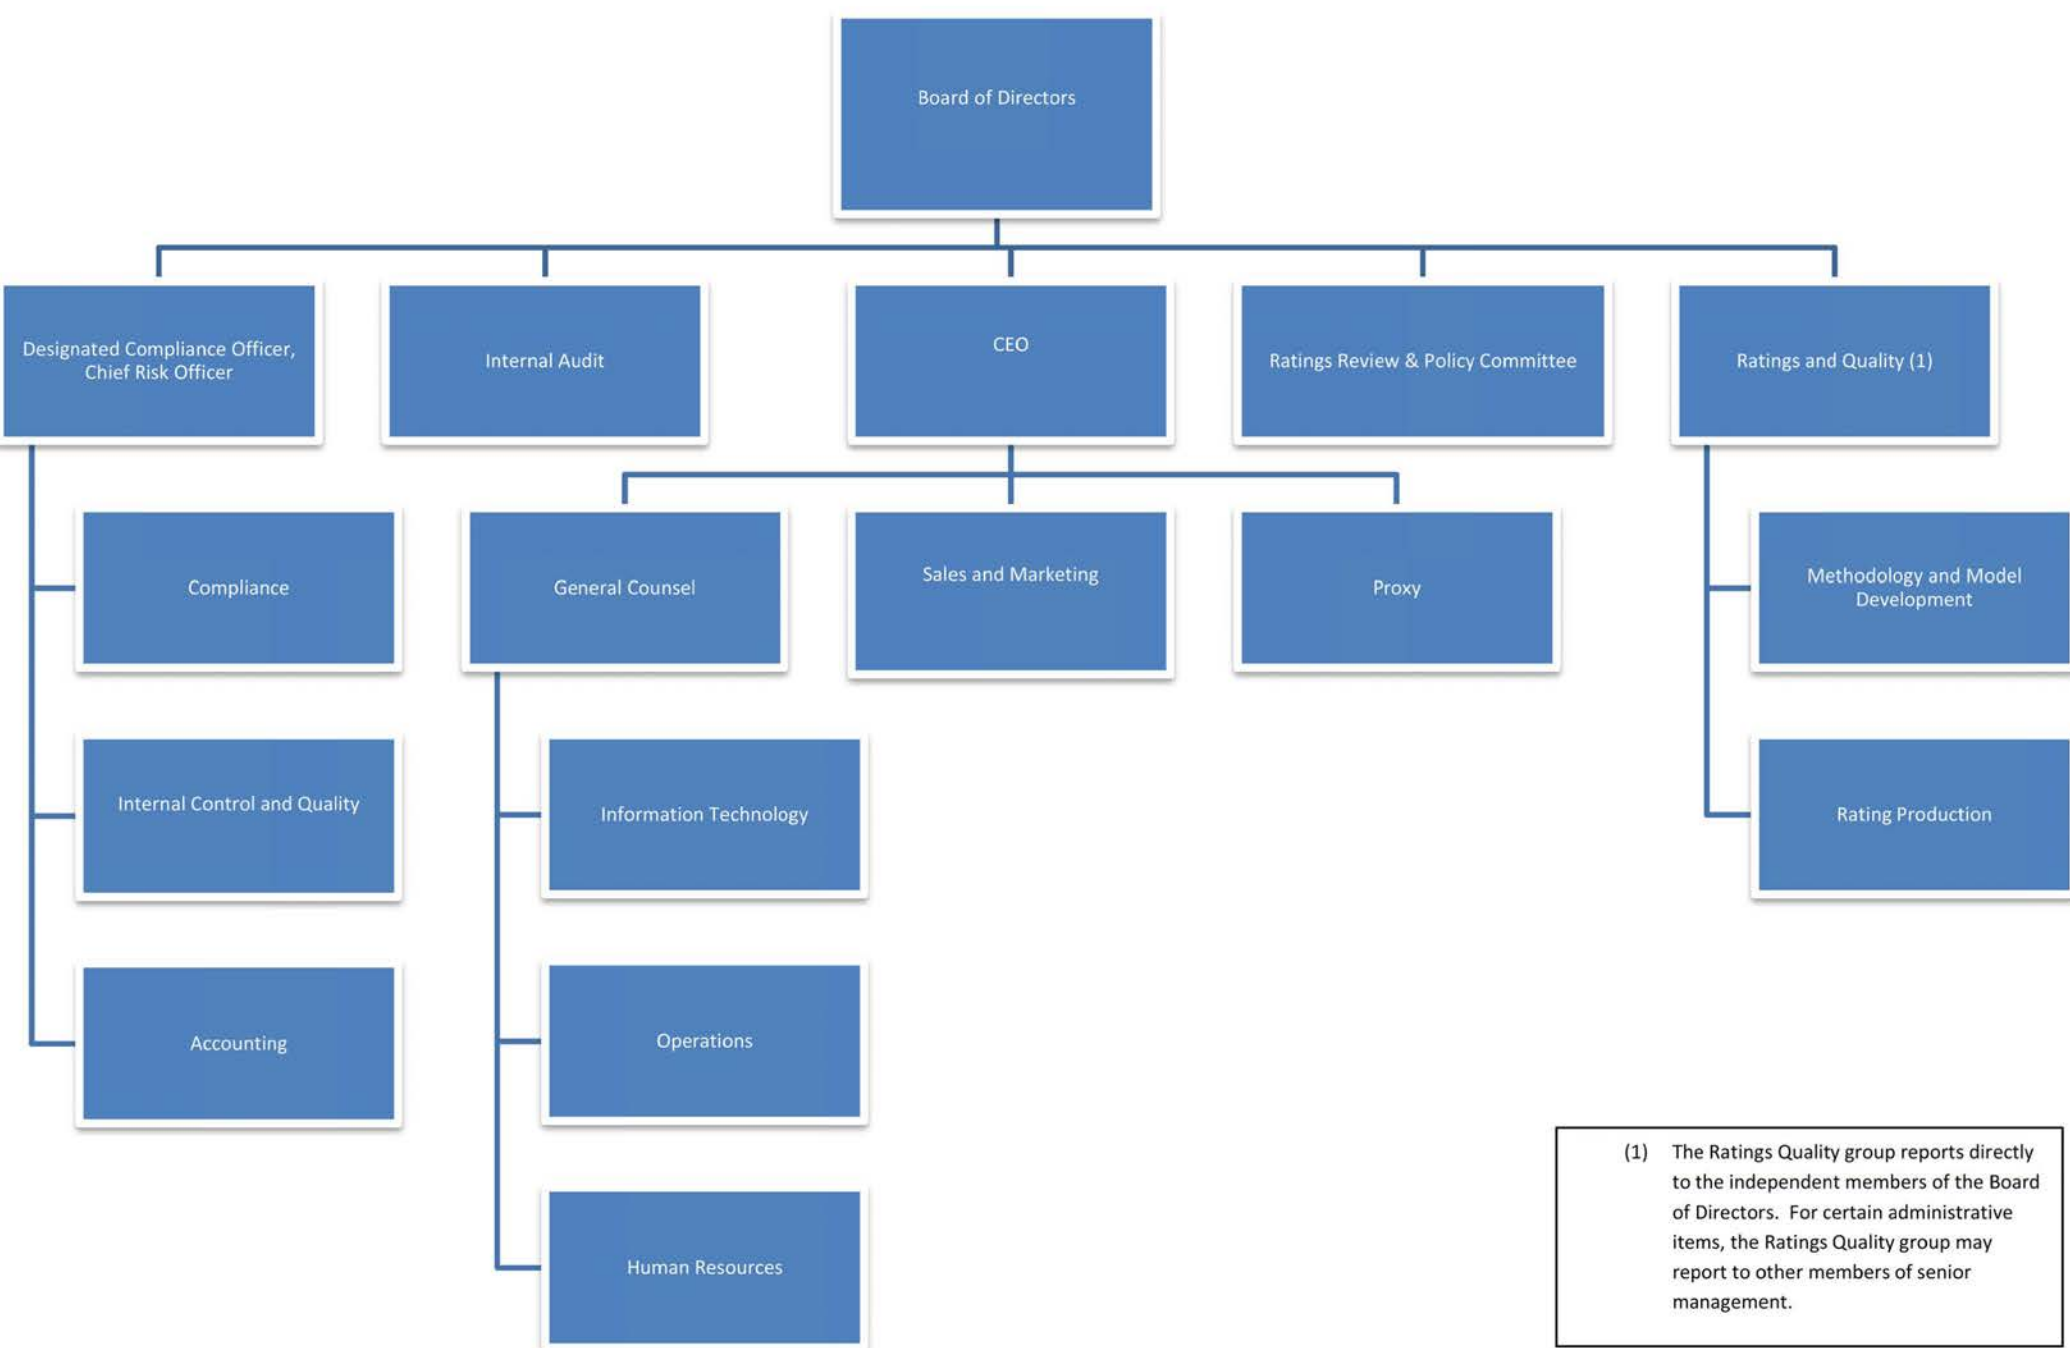 Board of Directors
Designated Compliance Officer,
Chief Risk Officer
Internal Audit
CEO
Ratings Review & Policy Committee
Ratings and Quality (1)
Compliance
General Counsel
Sales and Marketing
Proxy
Methodology and Model
Development
Internal Control and Quality
Information Technology
Rating Production
Accounting
Operations
Human Resources
(1) The Ratings Quality group reports directly
to the independent members of the Board
of Directors. For certain administrative
items, the Ratings Quality group may
report to other members of senior
management.